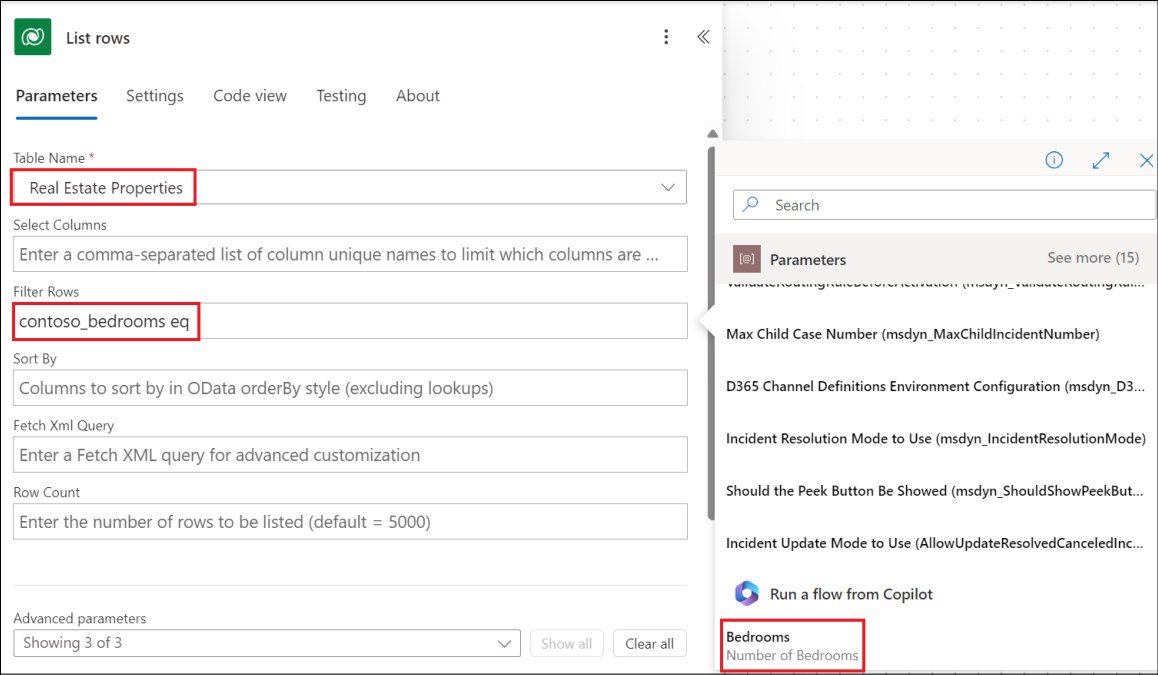 List rows
Parameters
Settings
Code view
Testing
About
Table Name *
Real Estate Properties
Select Columns
Enter a comma-separated list of column unique names to limit which columns are ...
Filter Rows
contoso_bedrooms eq
Sort By
Columns to sort by in OData orderBy style (excluding lookups)
Fetch Xml Query
Enter a Fetch XML query for advanced customization
Row Count
Enter the number of rows to be listed (default = 5000)
Advanced parameters
Showing 3 of 3
Show all
Clear all
Search
[@]
Parameters
See more (15)
ValidateRoutingRuleBeforeActivation (msdyn_ValidateRoutingRul...
Max Child Case Number (msdyn_MaxChildIncidentNumber)
D365 Channel Definitions Environment Configuration (msdyn_D3...
Incident Resolution Mode to Use (msdyn_IncidentResolutionMode)
Should the Peek Button Be Showed (msdyn_ShouldShowPeekBut...
Incident Update Mode to Use (AllowUpdateResolvedCanceledInc...
Run a flow from Copilot
Bedrooms
Number of Bedrooms